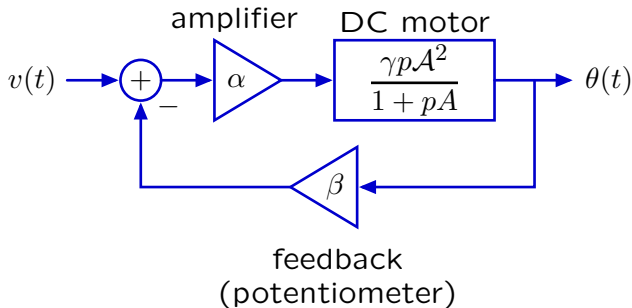 amplifier
DC motor
v(t)
+
−
α
γp𝒜²
1 + pA
θ(t)
β
feedback
(potentiometer)